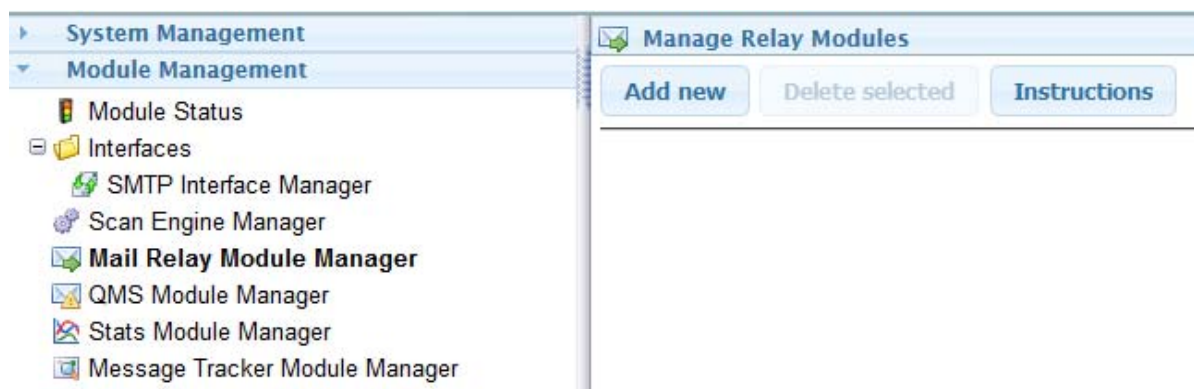 System Management
Module Management
Module Status
Interfaces
SMTP Interface Manager
Scan Engine Manager
Mail Relay Module Manager
QMS Module Manager
Stats Module Manager
Message Tracker Module Manager
Manage Relay Modules
Add new
Delete selected
Instructions